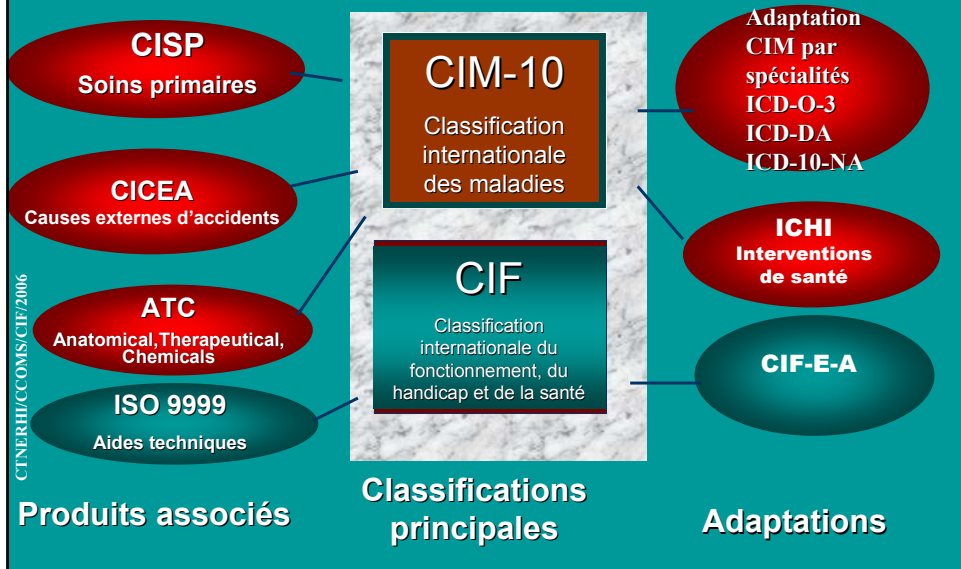 CISP
Soins primaires
CICEA
Causes externes d'accidents
ATC
Anatomical,Therapeutical,
Chemicals
ISO 9999
Aides techniques
CTNERHI/CCOMS/CIF/2006
Produits associés
CIM-10
Classification
internationale
des maladies
CIF
Classification
internationale du
fonctionnement, du
handicap et de la santé
Classifications
principales
Adaptation
CIM par
spécialités
ICD-O-3
ICD-DA
ICD-10-NA
ICHI
Interventions
de santé
CIF-E-A
Adaptations